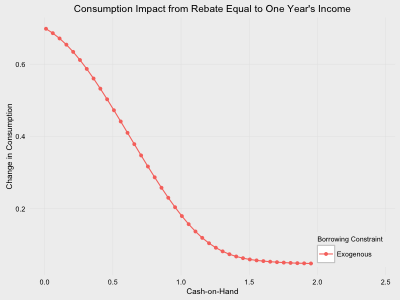 Consumption Impact from Rebate Equal to One Year's Income
Change in Consumption
0.6
0.4
0.2
0.0 0.5 1.0 1.5 2.0 2.5
Cash-on-Hand
Borrowing Constraint
Exogenous